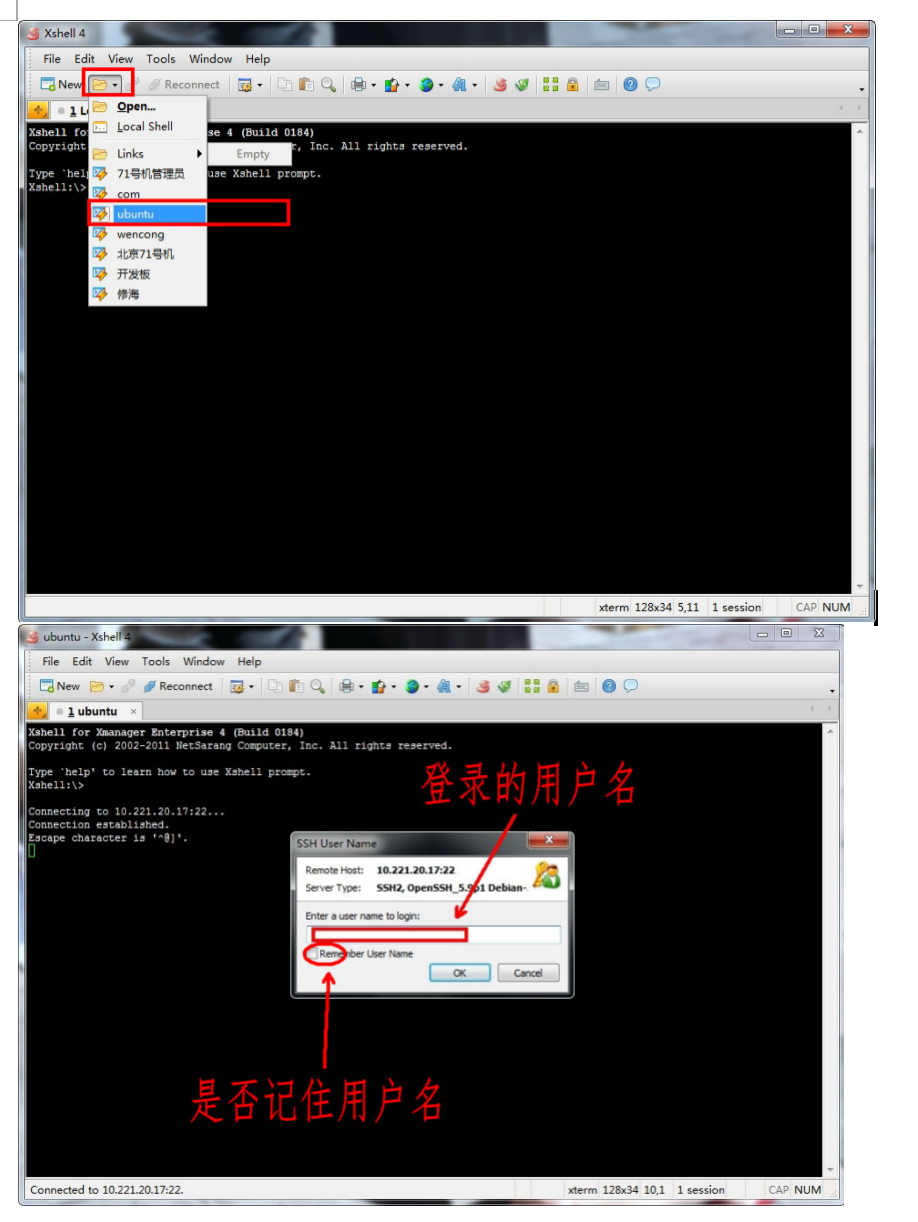 Xshell 4
File Edit View Tools Window Help
New Reconnect
1 L
Open...
Local Shell
Links
Empty
71号机管理员
com
ubuntu
wencong
北京71号机
开发板
修海
Xshell fo se 4 (Build 0184)
Copyright r, Inc. All rights reserved.
Type `hel use Xshell prompt.
Xshell:\>
xterm 128x34 5,11 1 session CAP NUM
ubuntu - Xshell 4
File Edit View Tools Window Help
New Reconnect
1 ubuntu ×
Xshell for Xmanager Enterprise 4 (Build 0184)
Copyright (c) 2002-2011 NetSarang Computer, Inc. All rights reserved.
Type `help' to learn how to use Xshell prompt.
Xshell:\>
登录的用户名
Connecting to 10.221.20.17:22...
Connection established.
Escape character is '^@]'.
SSH User Name
Remote Host: 10.221.20.17:22
Server Type: SSH2, OpenSSH_5.9p1 Debian-
Enter a user name to login:
Remember User Name
OK Cancel
是否记住用户名
Connected to 10.221.20.17:22.
xterm 128x34 10,1 1 session CAP NUM